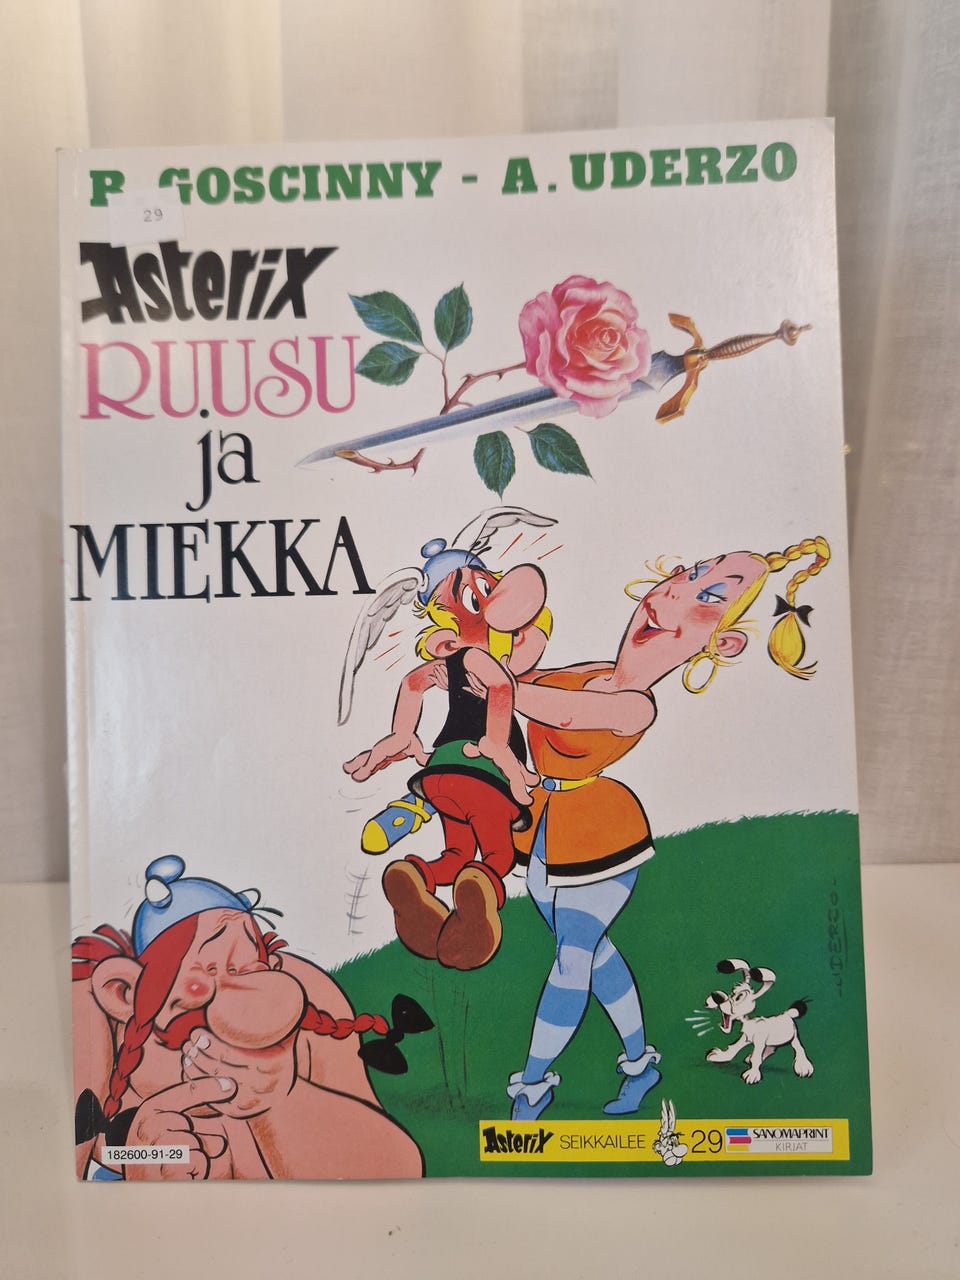 R. GOSCINNY - A. UDERZO
29
Asterix
RUUSU
ja
MIEKKA
- UDERZO -
182600-91-29
Asterix SEIKKAILEE 29 SANOMAPRINT
KIRJAT